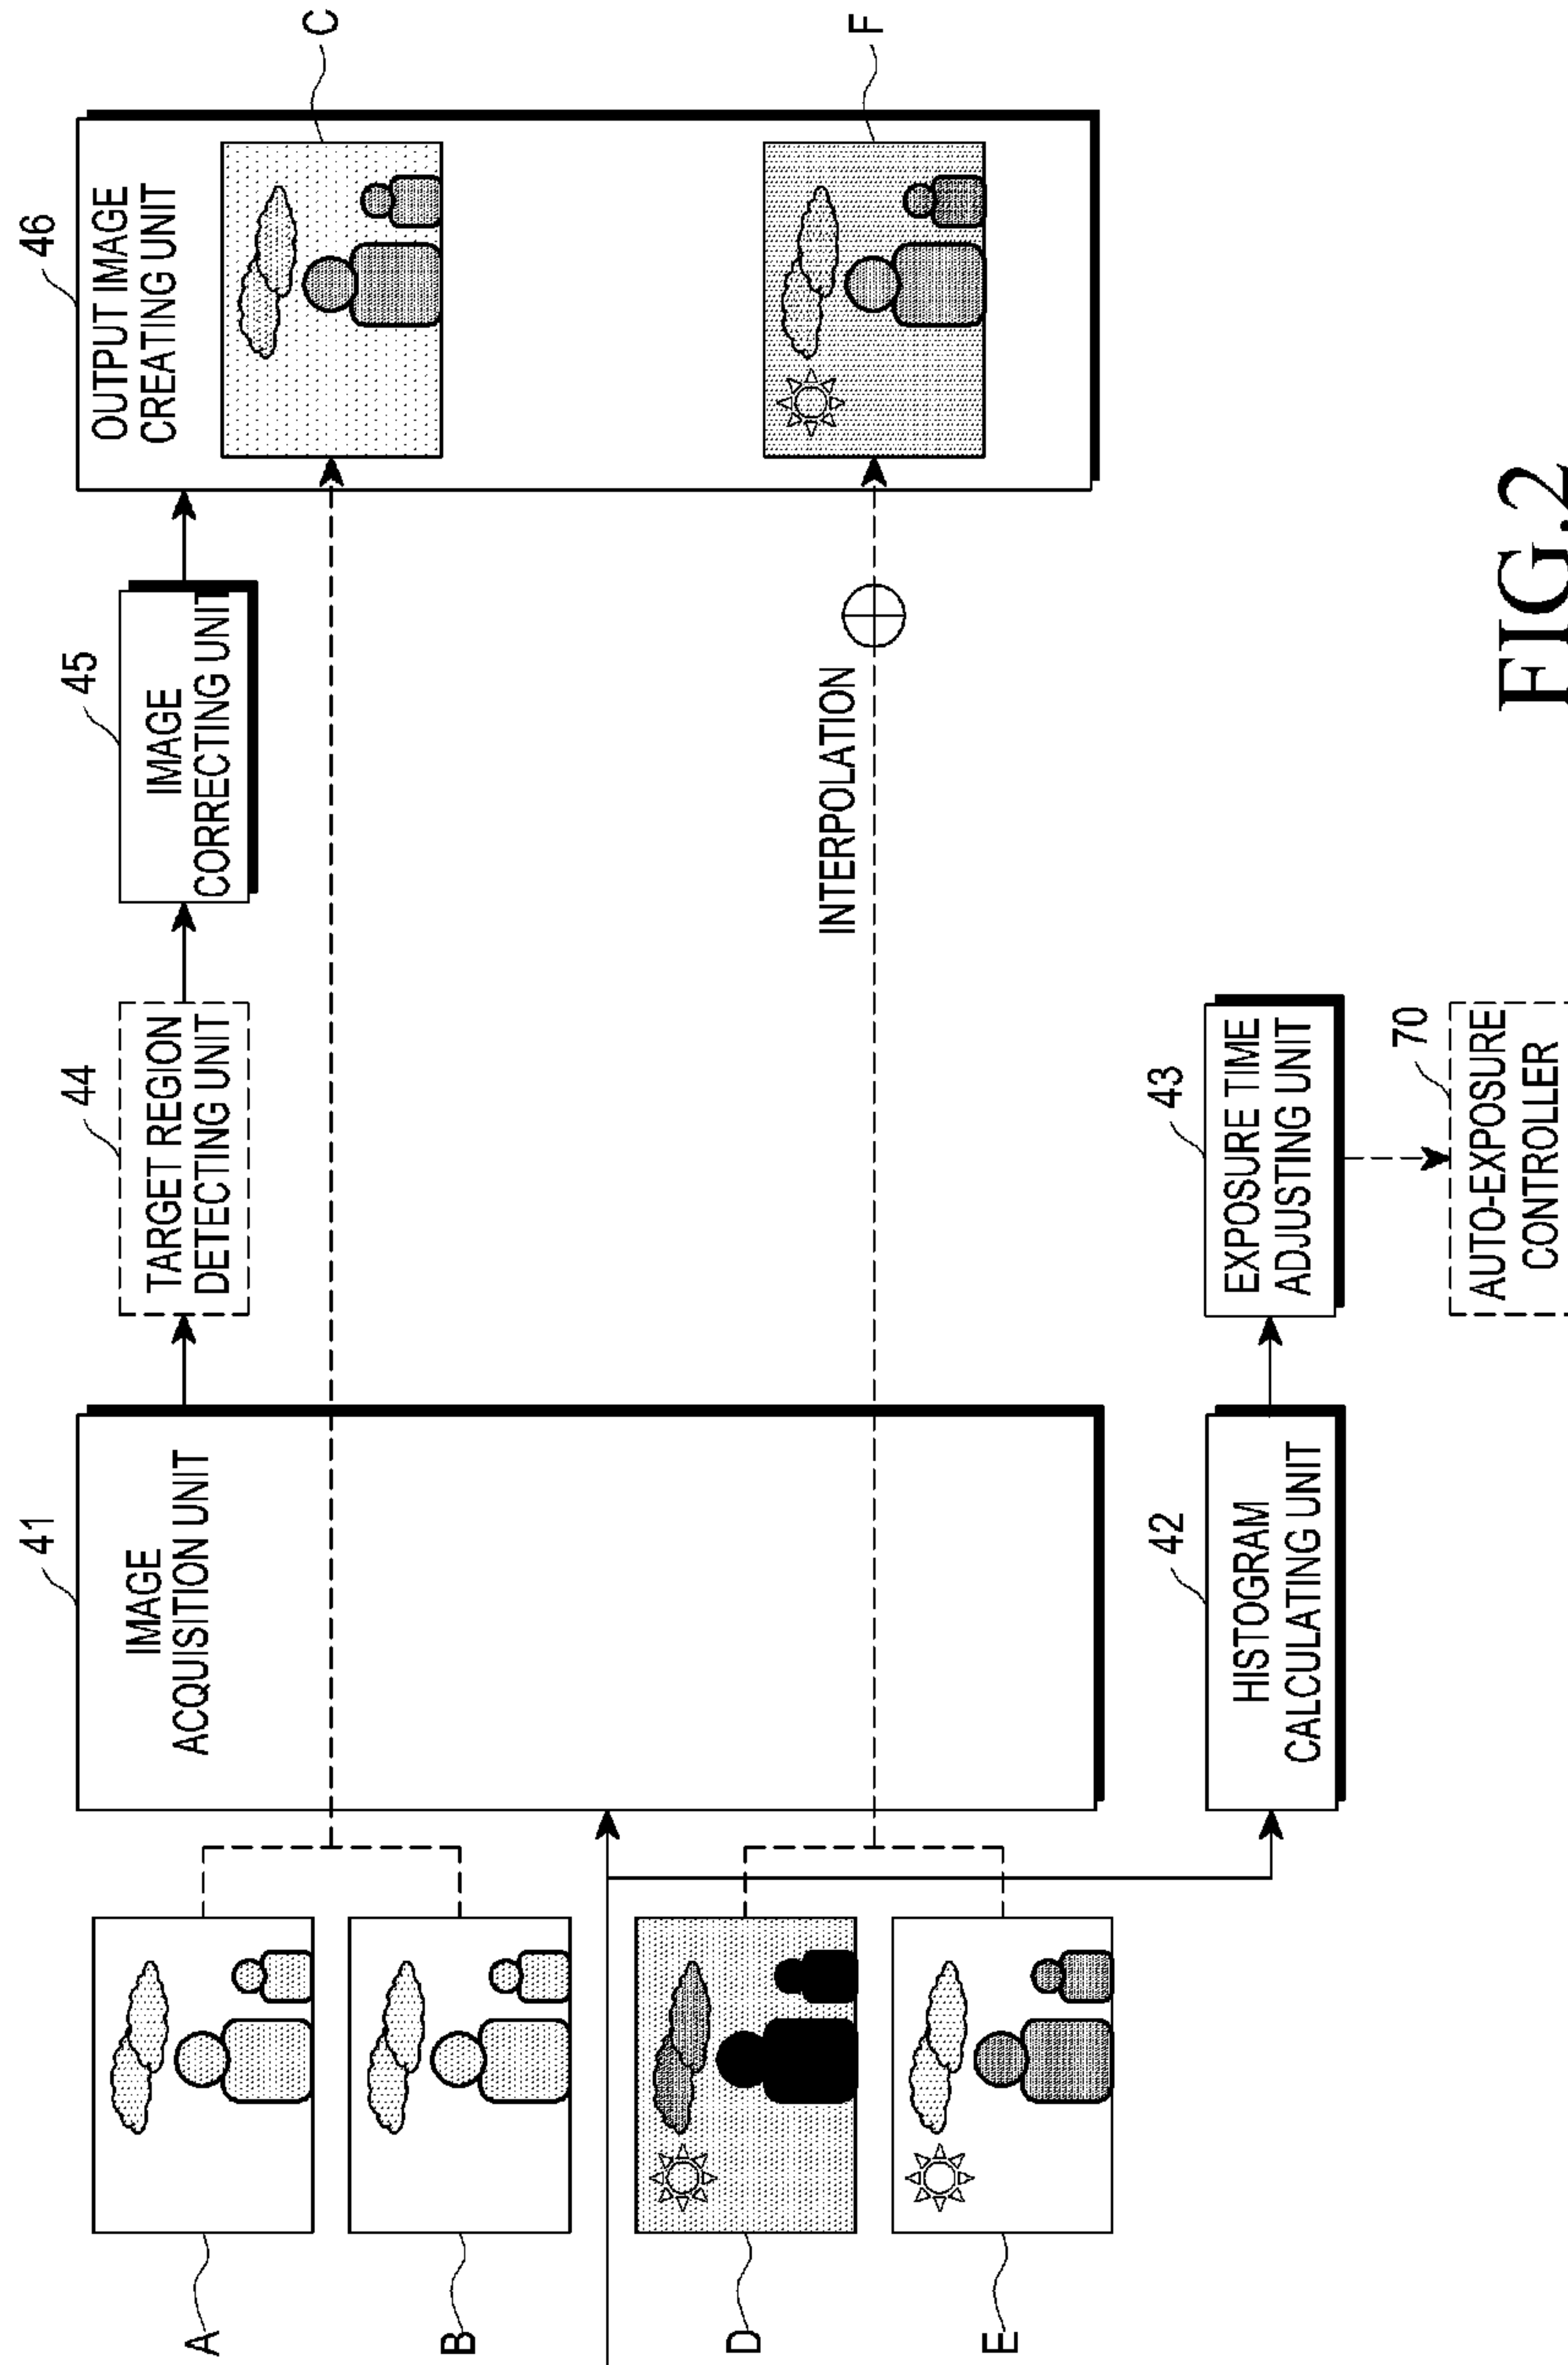 41
IMAGE
ACQUISITION UNIT
44
TARGET REGION
DETECTING UNIT
45
IMAGE
CORRECTING UNIT
46
OUTPUT IMAGE
CREATING UNIT
A
B
C
D
E
INTERPOLATION
F
42
HISTOGRAM
CALCULATING UNIT
43
EXPOSURE TIME
ADJUSTING UNIT
70
AUTO-EXPOSURE
CONTROLLER
FIG.2